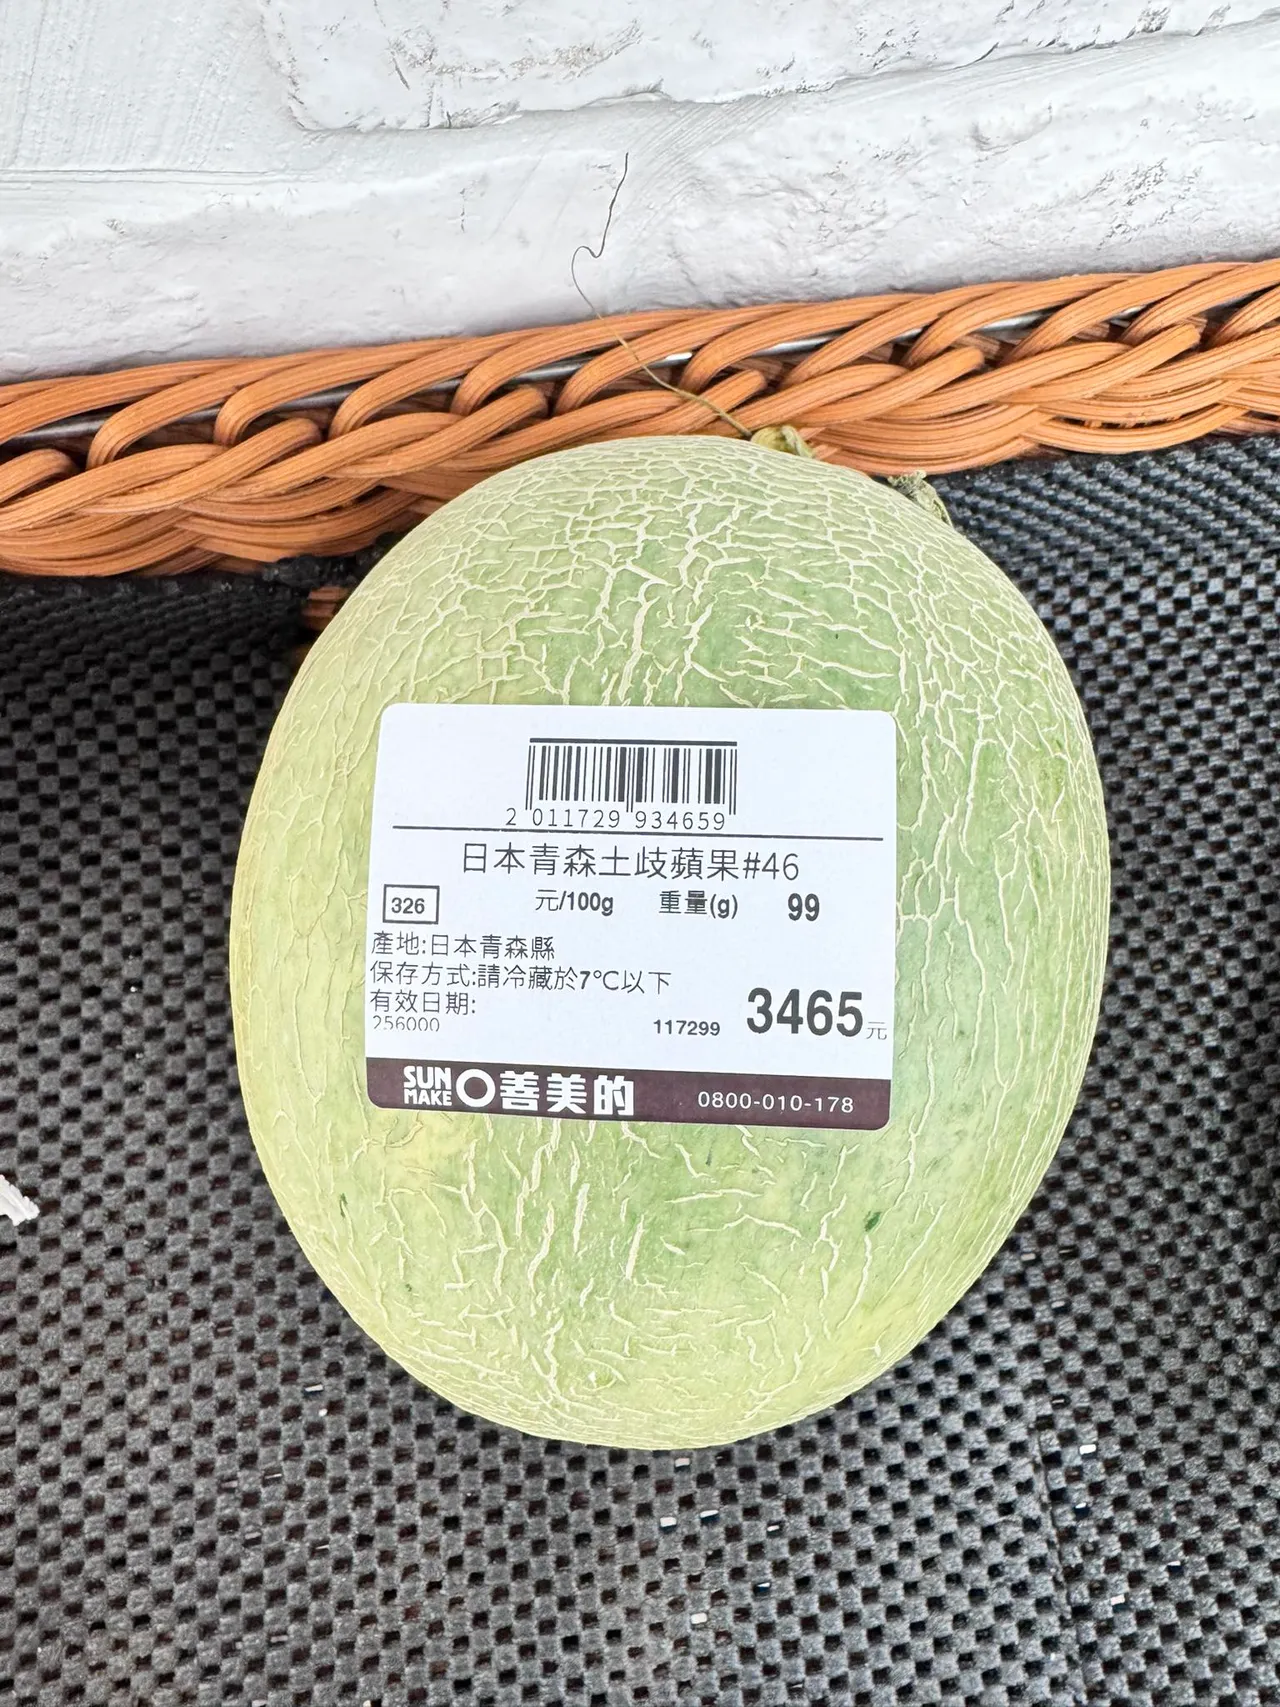 2 011729 934659
日本青森土歧蘋果#46
326 元/100g 重量(g) 99
產地:日本青森縣
保存方式:請冷藏於7℃以下
有效日期:
256000 117299 3465元
SUN MAKE 善美的 0800-010-178